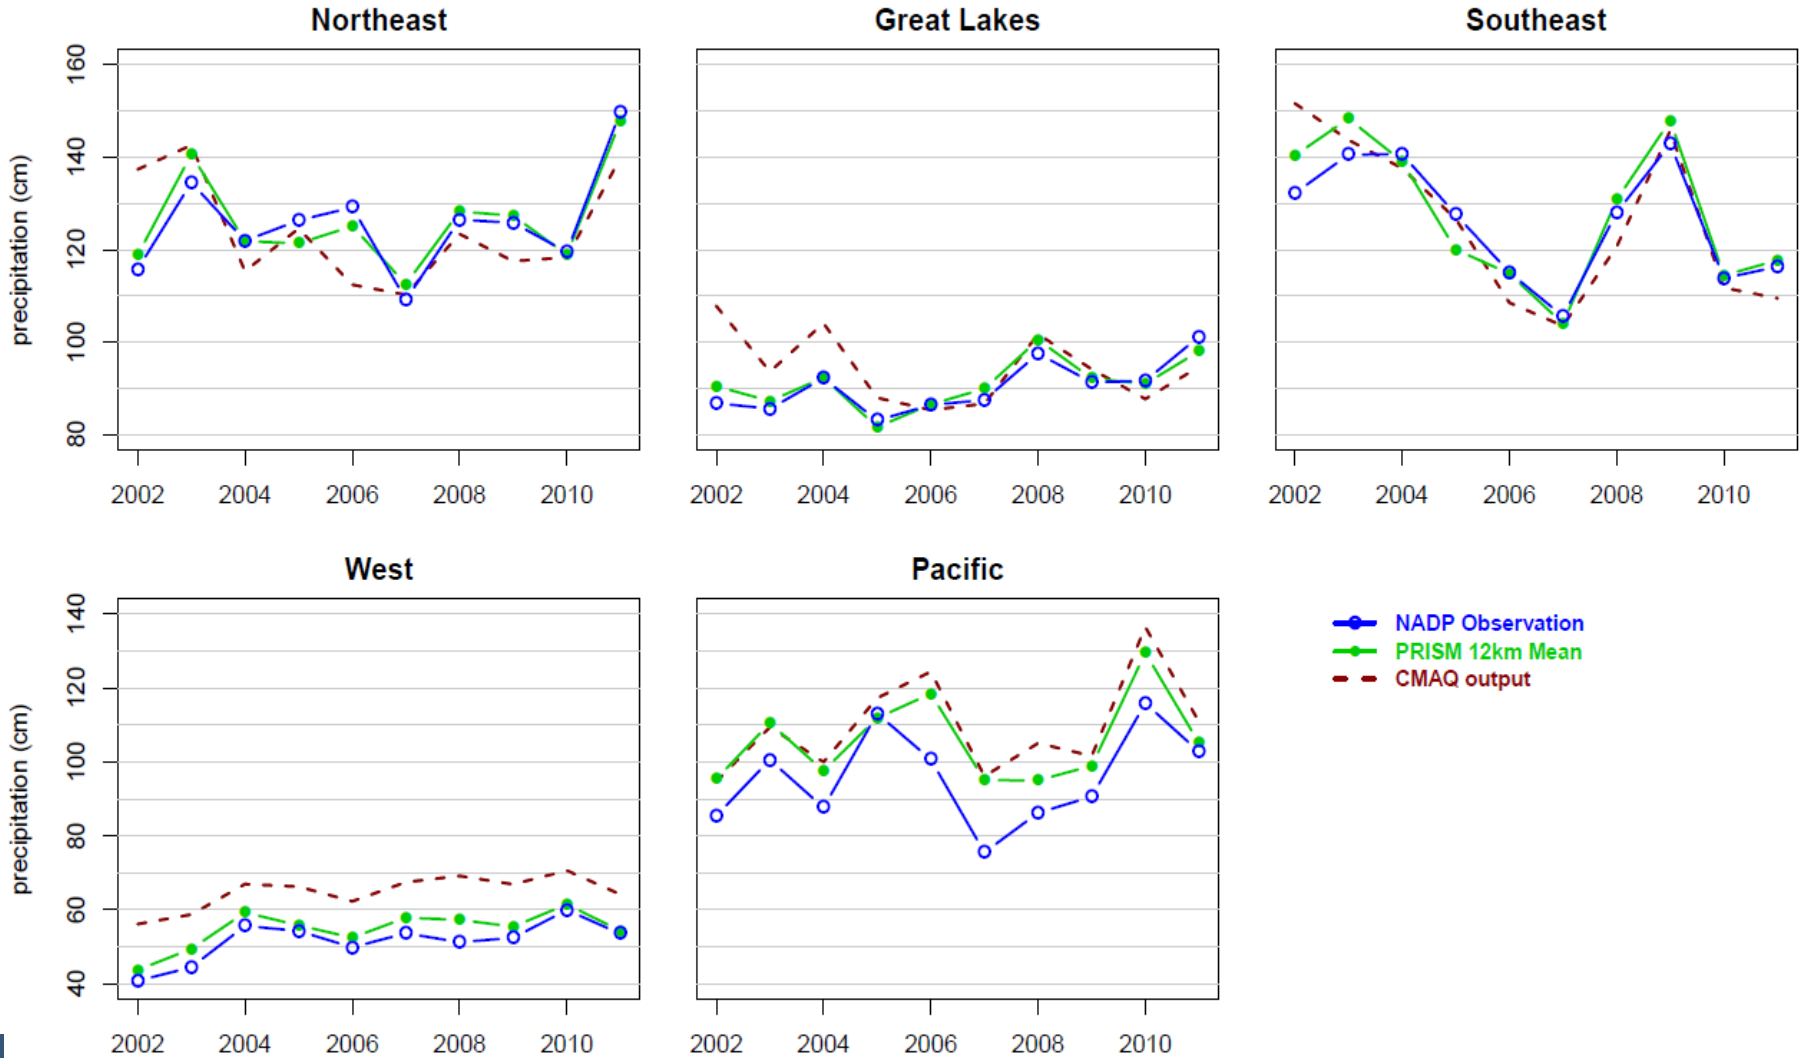 Northeast
Great Lakes
Southeast
precipitation (cm)
160
140
120
100
80
2002 2004 2006 2008 2010
2002 2004 2006 2008 2010
2002 2004 2006 2008 2010
West
Pacific
precipitation (cm)
140
120
100
80
60
40
2002 2004 2006 2008 2010
2002 2004 2006 2008 2010
NADP Observation
PRISM 12km Mean
CMAQ output